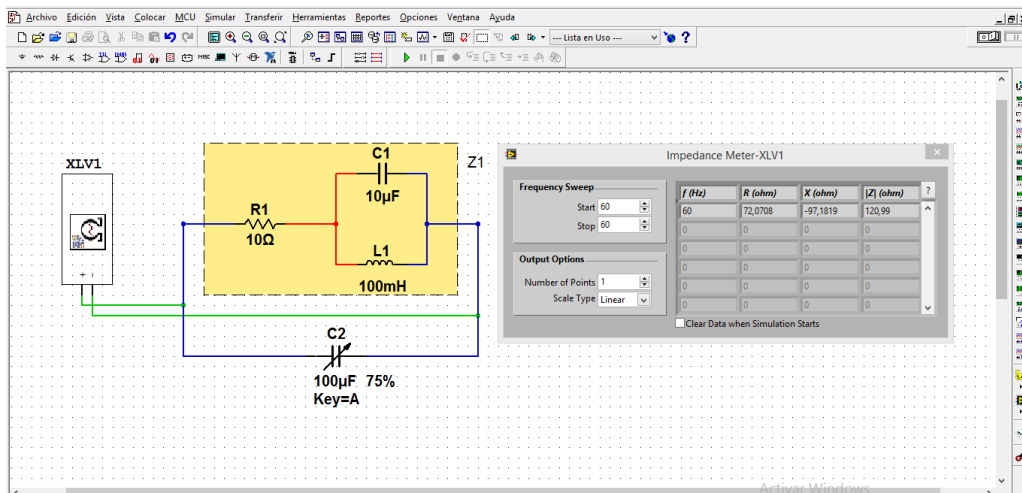 Archivo Edición Vista Colocar MCU Simular Transferir Herramientas Reportes Opciones Ventana Ayuda
--- Lista en Uso ---
XLV1
C1
10µF
Z1
R1
10Ω
L1
100mH
C2
100µF 75%
Key=A
Impedance Meter-XLV1
Frequency Sweep
Start 60
Stop 60
Output Options
Number of Points 1
Scale Type Linear
f (Hz) R (ohm) X (ohm) |Z| (ohm) ?
60 72,0708 -97,1819 120,99
0 0 0 0
0 0 0 0
0 0 0 0
0 0 0 0
0 0 0 0
Clear Data when Simulation Starts
Activar Windows